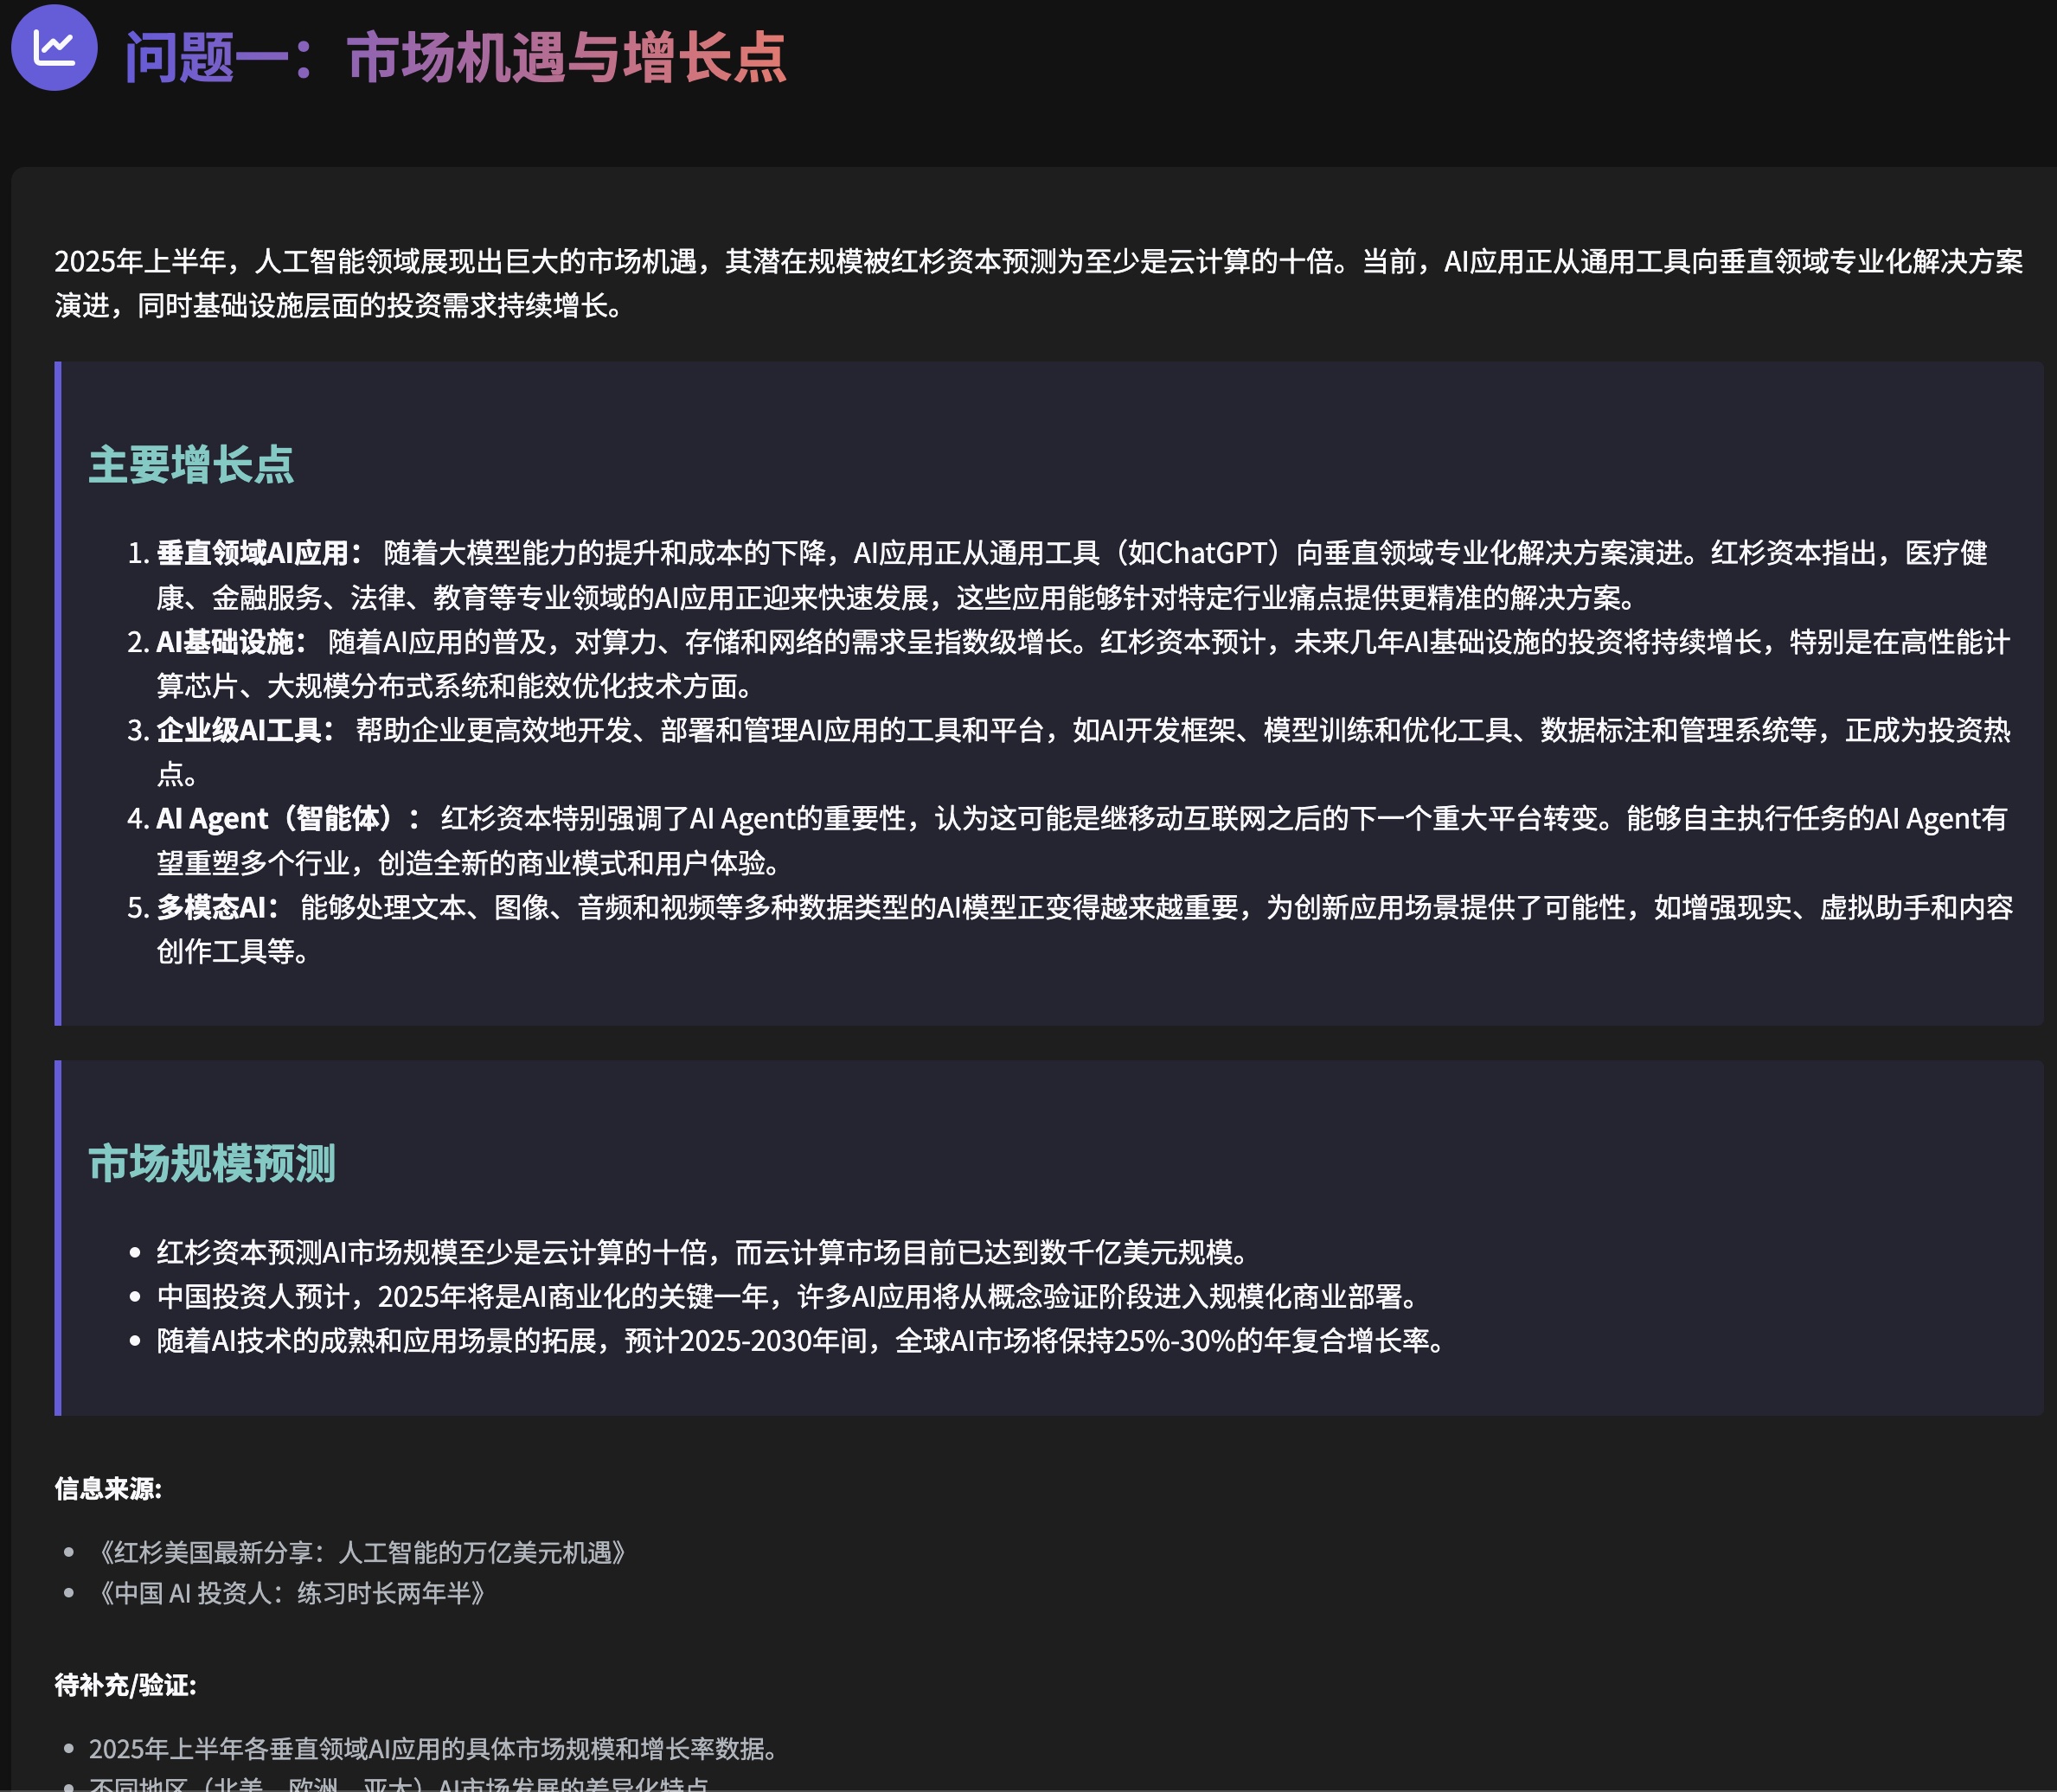 问题一：市场机遇与增长点
2025年上半年，人工智能领域展现出巨大的市场机遇，其潜在规模被红杉资本预测为至少是云计算的十倍。当前，AI应用正从通用工具向垂直领域专业化解决方案
演进，同时基础设施层面的投资需求持续增长。
主要增长点
1. 垂直领域AI应用： 随着大模型能力的提升和成本的下降，AI应用正从通用工具（如ChatGPT）向垂直领域专业化解决方案演进。红杉资本指出，医疗健
康、金融服务、法律、教育等专业领域的AI应用正迎来快速发展，这些应用能够针对特定行业痛点提供更精准的解决方案。
2. AI基础设施： 随着AI应用的普及，对算力、存储和网络的需求呈指数级增长。红杉资本预计，未来几年AI基础设施的投资将持续增长，特别是在高性能计
算芯片、大规模分布式系统和能效优化技术方面。
3. 企业级AI工具： 帮助企业更高效地开发、部署和管理AI应用的工具和平台，如AI开发框架、模型训练和优化工具、数据标注和管理系统等，正成为投资热
点。
4. AI Agent（智能体）： 红杉资本特别强调了AI Agent的重要性，认为这可能是继移动互联网之后的下一个重大平台转变。能够自主执行任务的AI Agent有
望重塑多个行业，创造全新的商业模式和用户体验。
5. 多模态AI： 能够处理文本、图像、音频和视频等多种数据类型的AI模型正变得越来越重要，为创新应用场景提供了可能性，如增强现实、虚拟助手和内容
创作工具等。
市场规模预测
• 红杉资本预测AI市场规模至少是云计算的十倍，而云计算市场目前已达到数千亿美元规模。
• 中国投资人预计，2025年将是AI商业化的关键一年，许多AI应用将从概念验证阶段进入规模化商业部署。
• 随着AI技术的成熟和应用场景的拓展，预计2025-2030年间，全球AI市场将保持25%-30%的年复合增长率。
信息来源:
• 《红杉美国最新分享：人工智能的万亿美元机遇》
• 《中国 AI 投资人：练习时长两年半》
待补充/验证:
• 2025年上半年各垂直领域AI应用的具体市场规模和增长率数据。
• 不同地区（北美、欧洲、亚太）AI市场发展的差异化特点